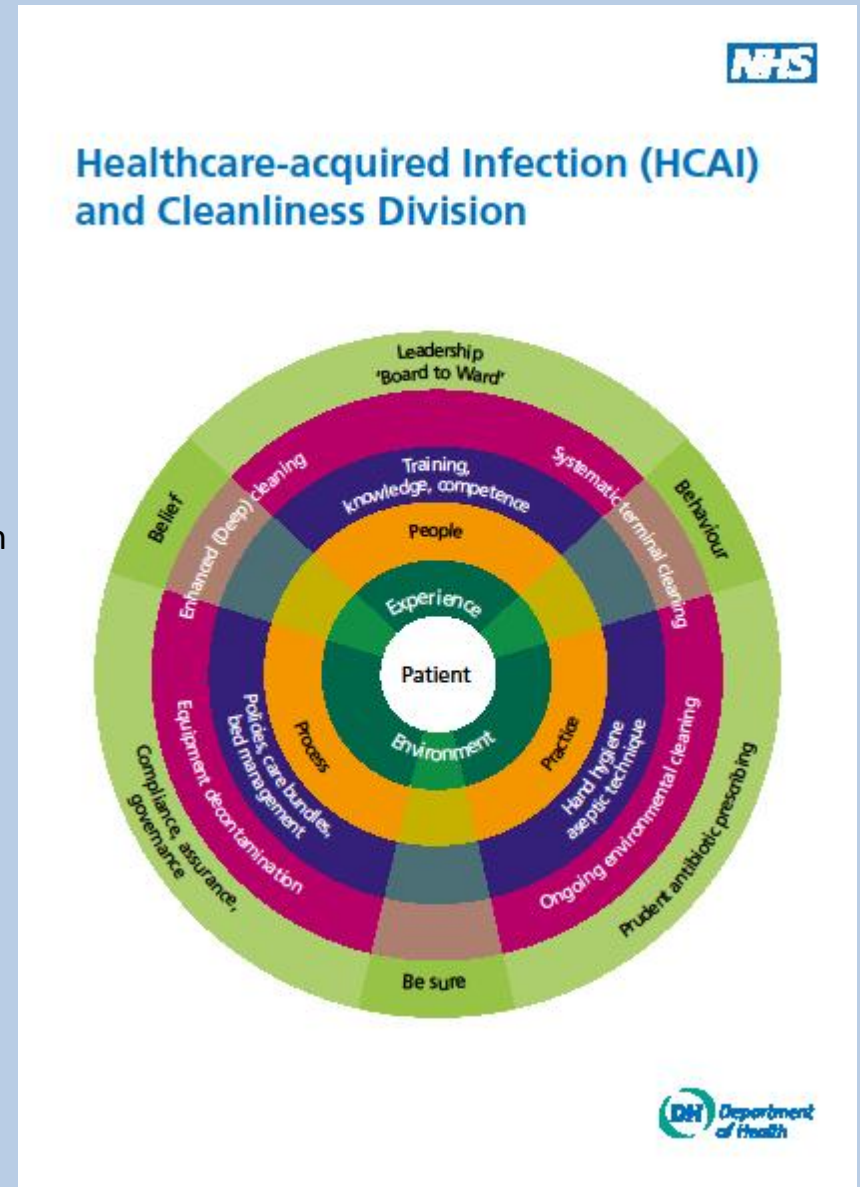 NHS
Healthcare-acquired Infection (HCAI)
and Cleanliness Division
Leadership
'Board to Ward'
Enhanced (Deep) cleaning
Systematic terminal cleaning
Training,
knowledge, competence
Belief
Behaviour
People
Experience
Patient
Environment
Process
Practice
Policies, care bundles,
bed management
Hand hygiene
aseptic technique
Equipment decontamination
Ongoing environmental cleaning
Compliance, assurance,
governance
Prudent antibiotic prescribing
Be sure
n
DH Department
of Health